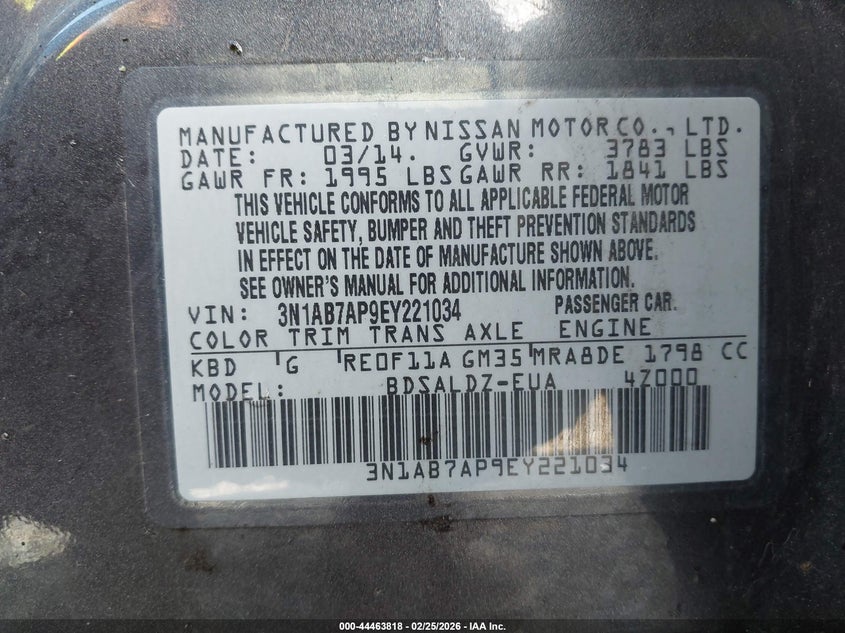 MANUFACTURED BY NISSAN MOTOR CO., LTD.
DATE: 03/14. GVWR: 3783 LBS
GAWR FR: 1995 LBS GAWR RR: 1841 LBS
THIS VEHICLE CONFORMS TO ALL APPLICABLE FEDERAL MOTOR
VEHICLE SAFETY, BUMPER AND THEFT PREVENTION STANDARDS
IN EFFECT ON THE DATE OF MANUFACTURE SHOWN ABOVE.
SEE OWNER'S MANUAL FOR ADDITIONAL INFORMATION.
VIN: 3N1AB7AP9EY221034 PASSENGER CAR.
COLOR TRIM TRANS AXLE ENGINE
KBD G RE0F11A GM35 MRA8DE 1798 CC
MODEL: BDSALDZ-EUA 4Z000
3N1AB7AP9EY221034
000-44463818 - 02/25/2026 - IAA Inc.